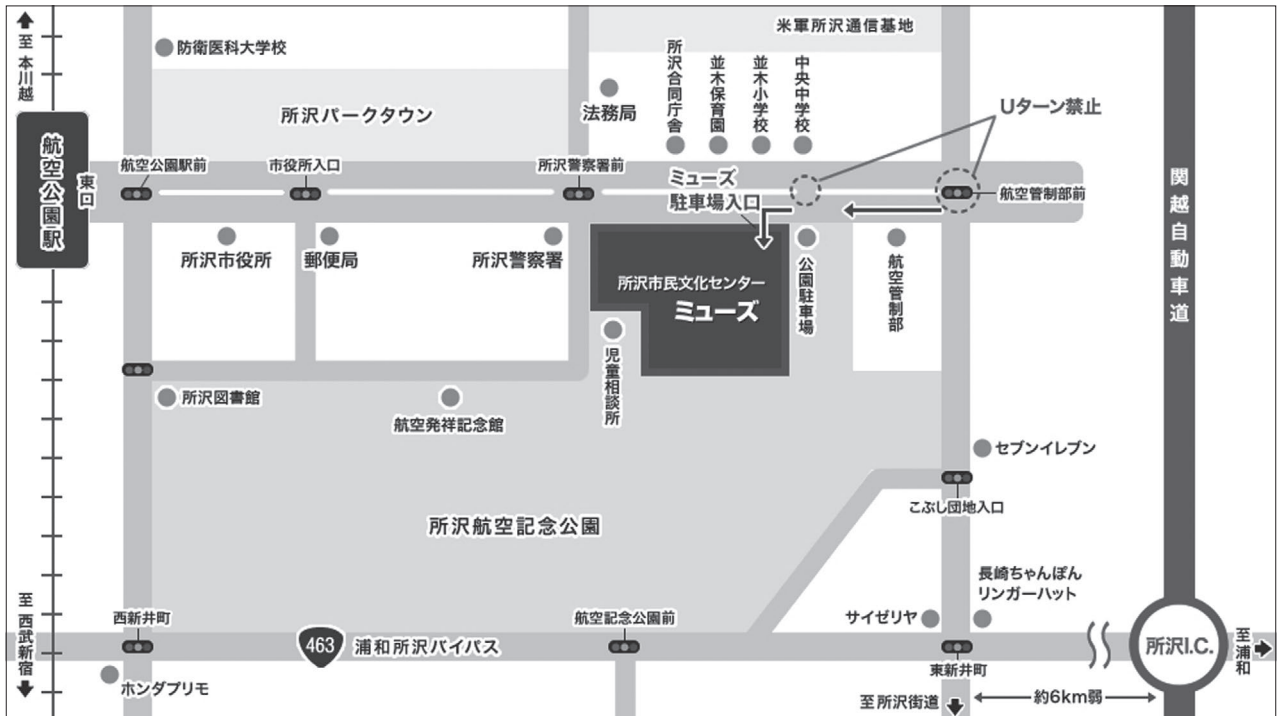 至 本川越
防衛医科大学校
所沢パークタウン
米軍所沢通信基地
法務局
所沢合同庁舎
並木保育園
並木小学校
中央中学校
Uターン禁止
航空公園駅
東口
航空公園駅前
市役所入口
所沢警察署前
ミューズ
駐車場入口
航空管制部前
関越自動車道
所沢市役所
郵便局
所沢警察署
所沢市民文化センター
ミューズ
公園駐車場
航空管制部
児童相談所
所沢図書館
航空発祥記念館
セブンイレブン
こぶし団地入口
所沢航空記念公園
長崎ちゃんぽん
リンガーハット
サイゼリヤ
至 西武新宿
西新井町
463
浦和所沢バイパス
航空記念公園前
東新井町
所沢I.C.
至浦和
ホンダプリモ
至所沢街道
約6km弱